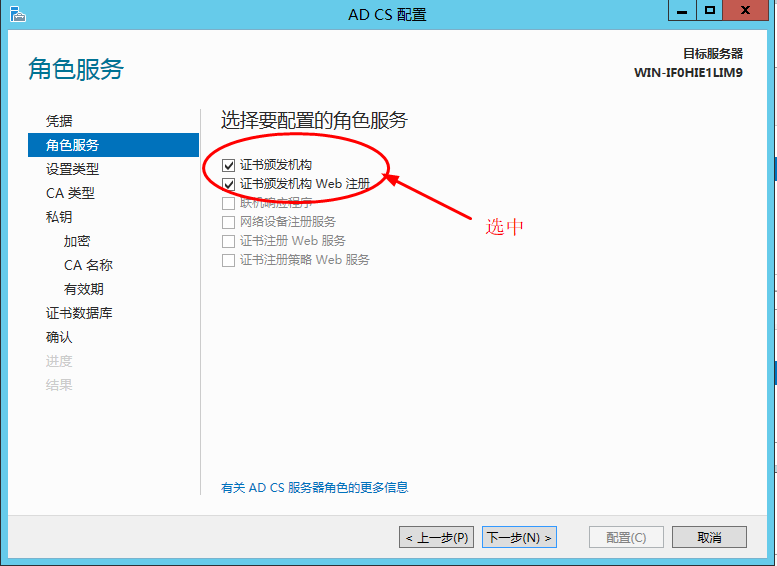 AD CS 配置
角色服务
目标服务器
WIN-IF0HIE1LIM9
凭据
角色服务
设置类型
CA 类型
私钥
加密
CA 名称
有效期
证书数据库
确认
进度
结果
选择要配置的角色服务
证书颁发机构
证书颁发机构 Web 注册
联机响应程序
网络设备注册服务
证书注册 Web 服务
证书注册策略 Web 服务
选中
有关 AD CS 服务器角色的更多信息
< 上一步(P)
下一步(N) >
配置(C)
取消